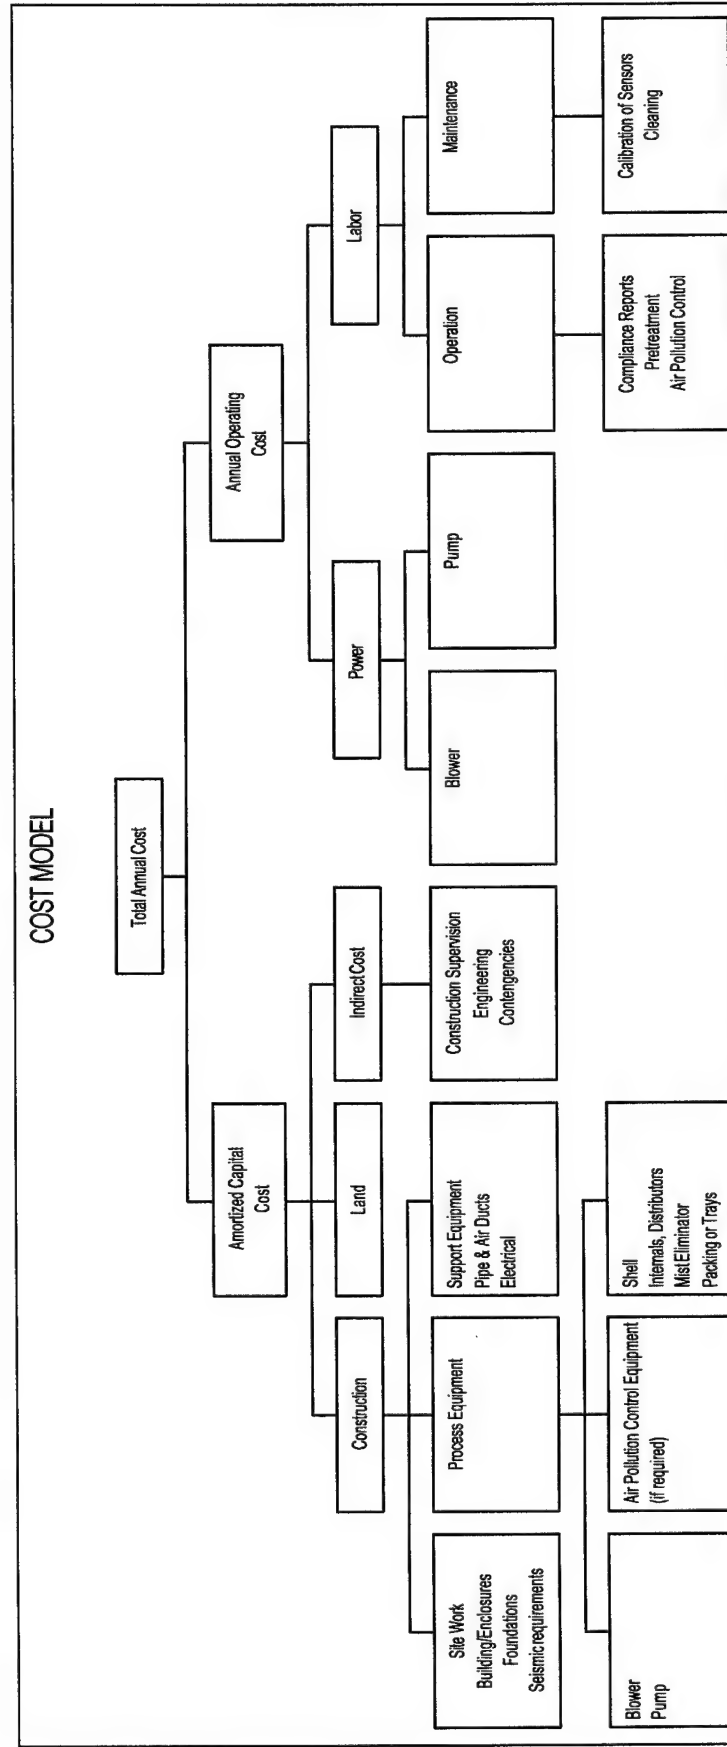 COST MODEL
Total Annual Cost
Amortized Capital
Cost
Annual Operating
Cost
Construction
Land
Indirect Cost
Power
Labor
Site Work
Building/Enclosures
Foundations
Seismic requirements
Process Equipment
Support Equipment
Pipe & Air Ducts
Electrical
Construction Supervision
Engineering
Contengencies
Blower
Pump
Operation
Maintenance
Blower
Pump
Air Pollution Control Equipment
(if required)
Shell
Internals, Distributors
Mist Eliminator
Packing or Trays
Compliance Reports
Pretreatment
Air Pollution Control
Calibration of Sensors
Cleaning